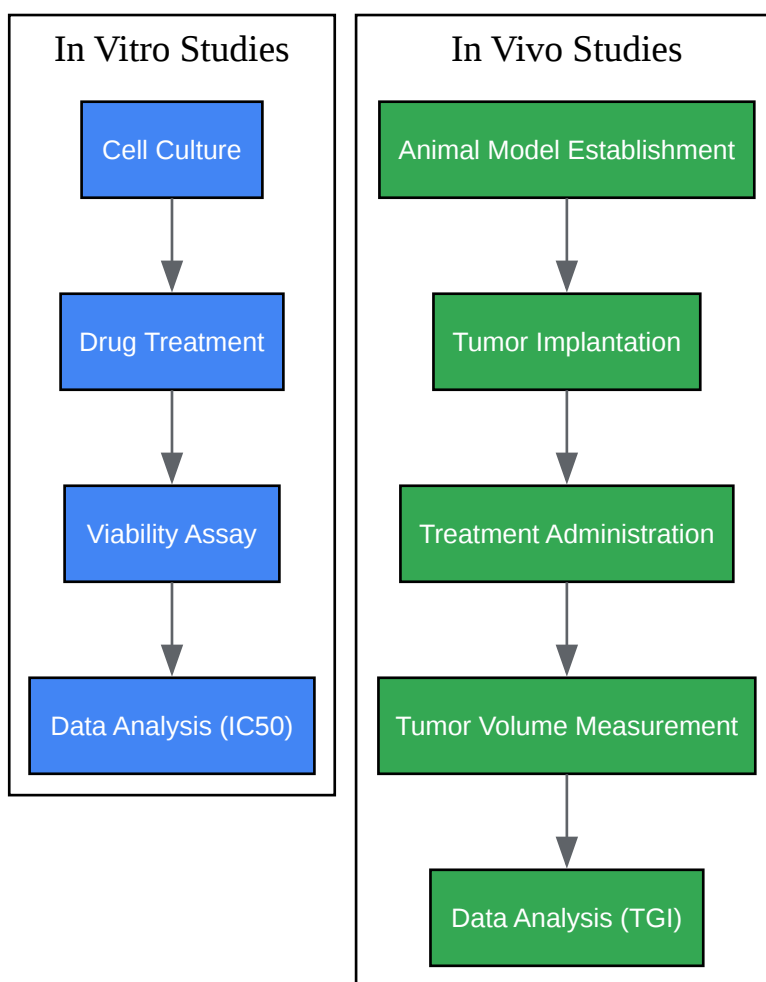 In Vitro Studies
Cell Culture
Drug Treatment
Viability Assay
Data Analysis (IC50)
In Vivo Studies
Animal Model Establishment
Tumor Implantation
Treatment Administration
Tumor Volume Measurement
Data Analysis (TGI)